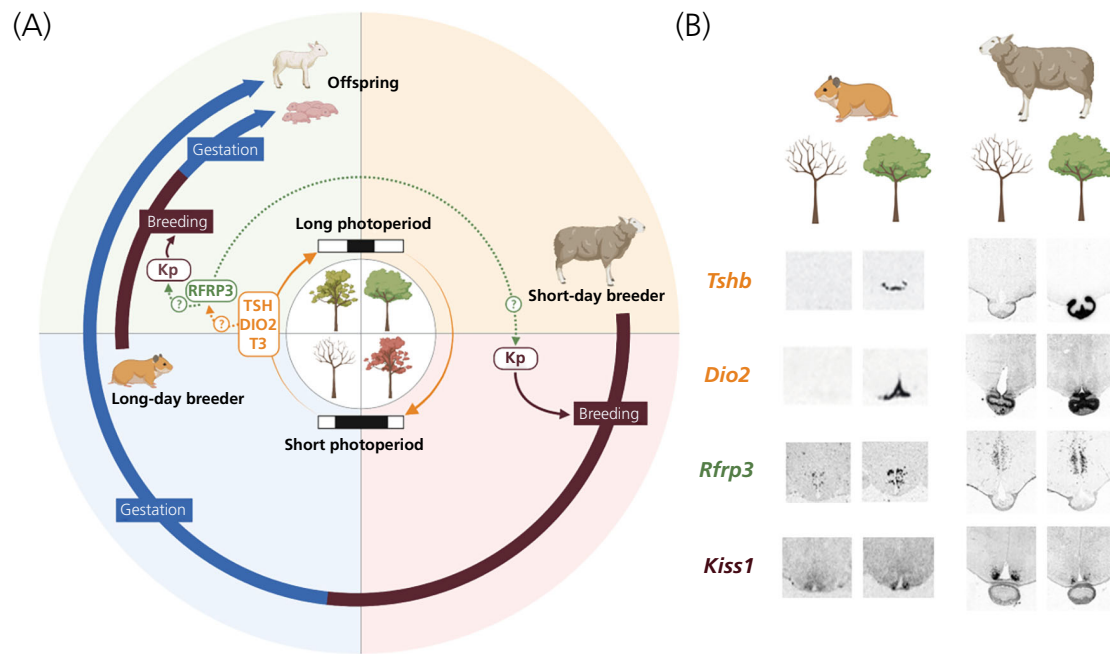 (A)
Offspring
Gestation
Breeding
Long photoperiod
Kp
RFRP3
?
?
TSH
DIO2
T3
?
Short-day breeder
Kp
Long-day breeder
Breeding
Short photoperiod
Gestation
(B)
Tshb
Dio2
Rfrp3
Kiss1